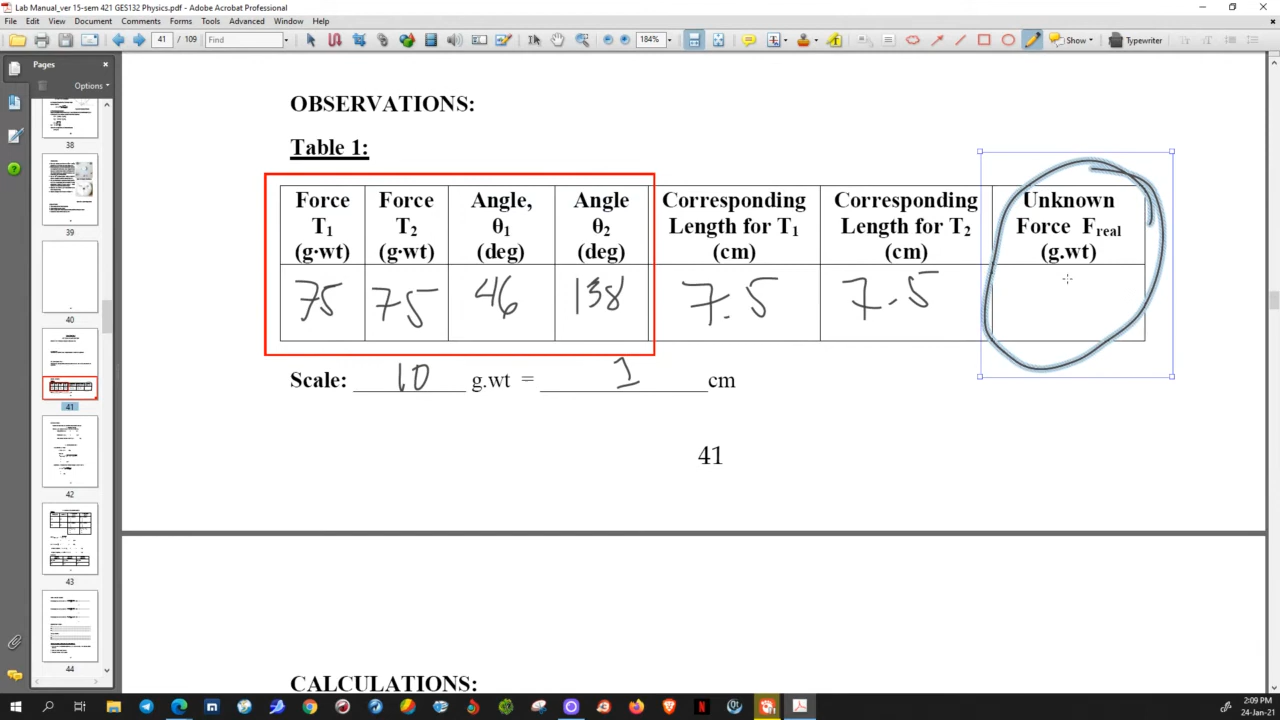 Lab Manual_ver 15-sem 421 GES132 Physics.pdf - Adobe Acrobat Professional
File Edit View Document Comments Forms Tools Advanced Window Help
41 / 109 Find 184% Show Typewriter
Pages
Options
38
39
40
41
42
43
44
OBSERVATIONS:
Table 1:
Force T₁ (g·wt) Force T₂ (g·wt) Angle, θ₁ (deg) Angle θ₂ (deg) Corresponding Length for T₁ (cm) Corresponding Length for T₂ (cm) Unknown Force Freal (g.wt)
75 75 46 138 7.5 7.5
Scale: 10 g.wt = 1 cm
41
CALCULATIONS:
2:09 PM
24-Jan-21